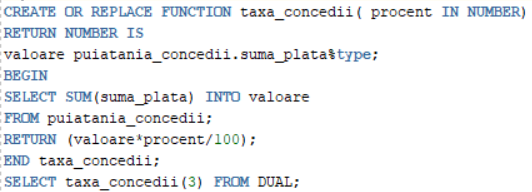 CREATE OR REPLACE FUNCTION taxa_concedii( procent IN NUMBER)
RETURN NUMBER IS
valoare puiatania_concedii.suma_plata%type;
BEGIN
SELECT SUM(suma_plata) INTO valoare
FROM puiatania_concedii;
RETURN (valoare*procent/100);
END taxa_concedii;
SELECT taxa_concedii(3) FROM DUAL;